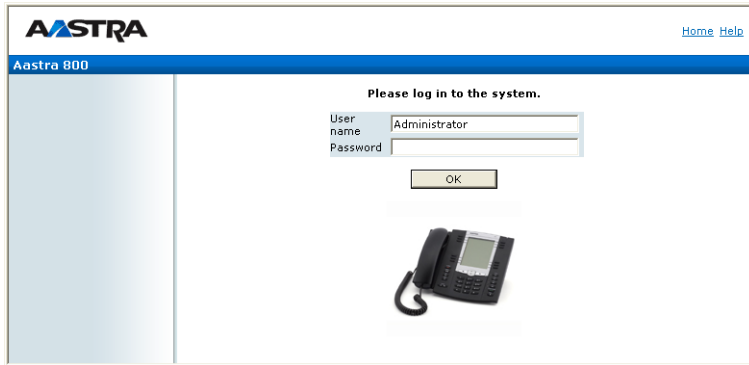 AASTRA
Home Help
Aastra 800
Please log in to the system.
User name Administrator
Password
OK